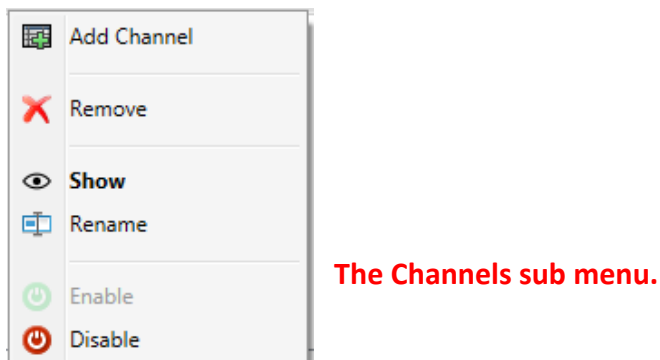 Add Channel
Remove
Show
Rename
The Channels sub menu.
Enable
Disable